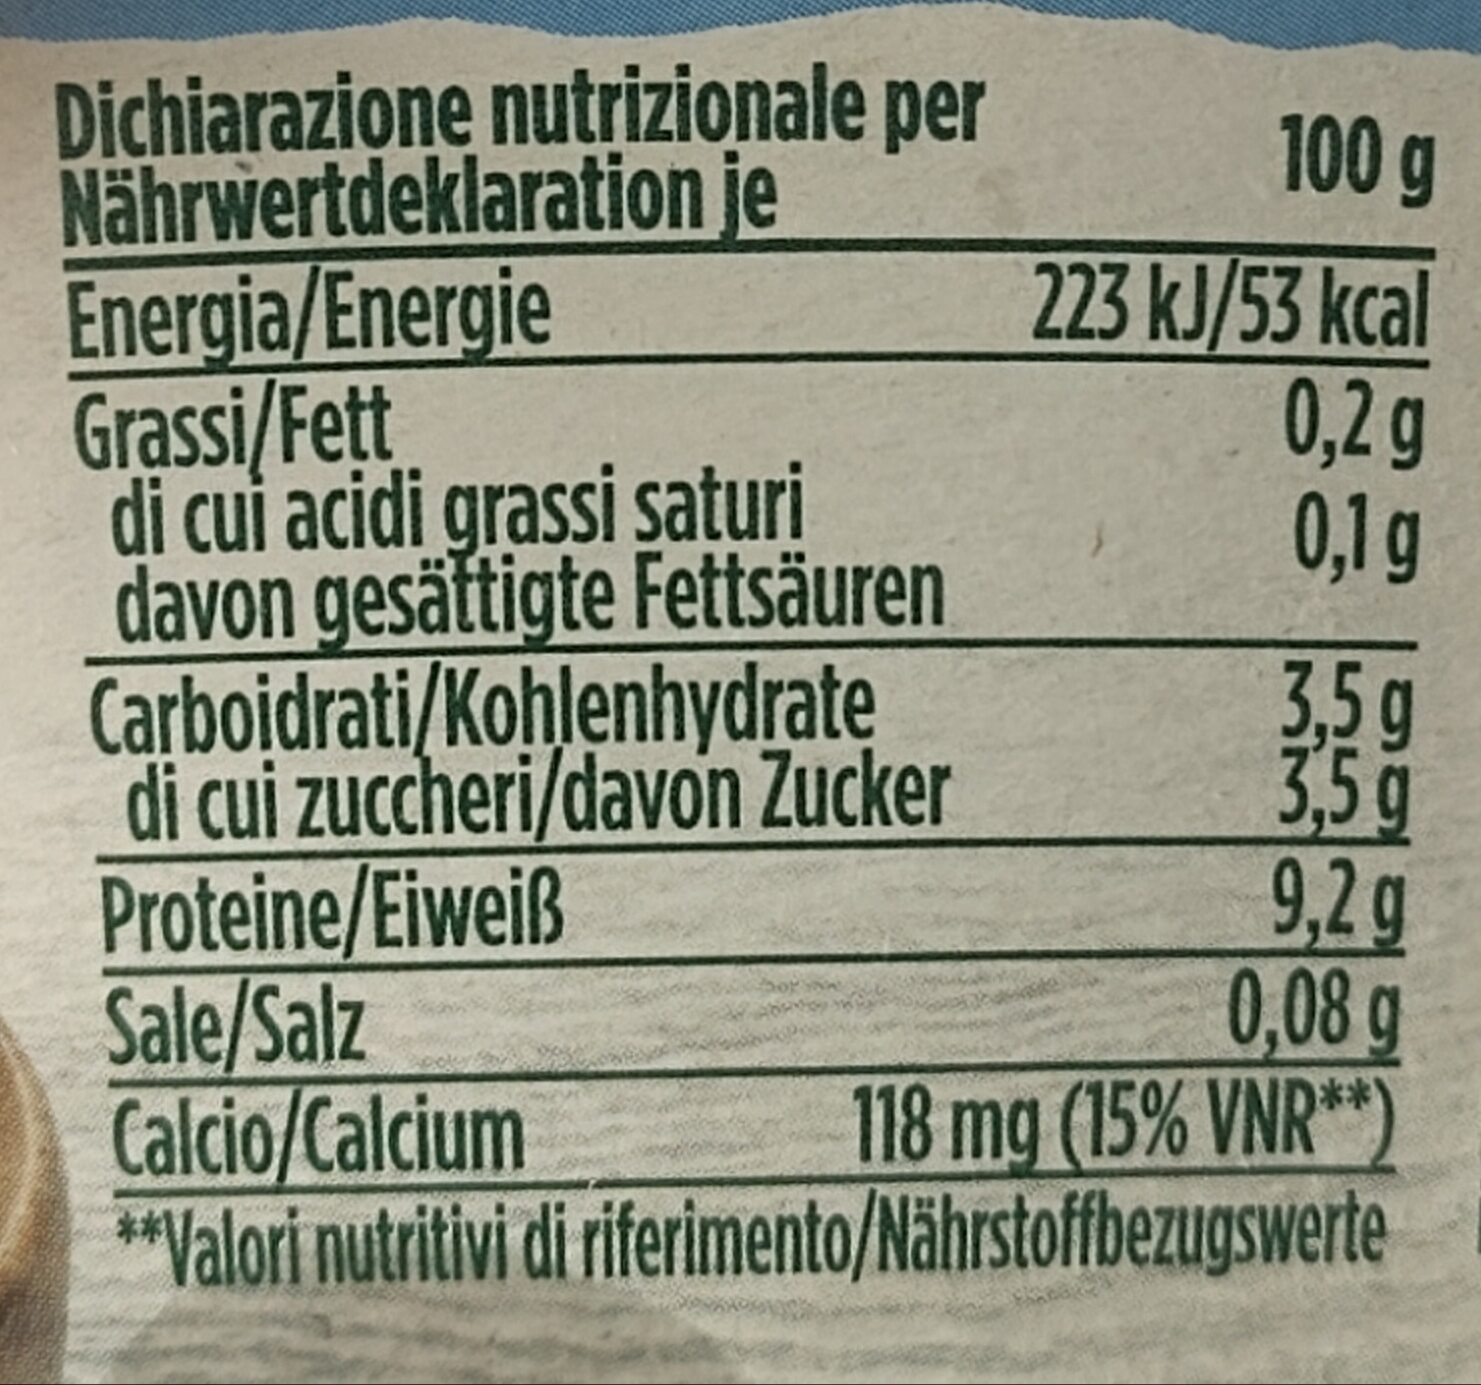 Dichiarazione nutrizionale per
Nährwertdeklaration je 100 g
Energia/Energie 223 kJ/53 kcal
Grassi/Fett 0,2 g
di cui acidi grassi saturi 0,1 g
davon gesättigte Fettsäuren
Carboidrati/Kohlenhydrate 3,5 g
di cui zuccheri/davon Zucker 3,5 g
Proteine/Eiweiß 9,2 g
Sale/Salz 0,08 g
Calcio/Calcium 118 mg (15% VNR**)
**Valori nutritivi di riferimento/Nährstoffbezugswerte